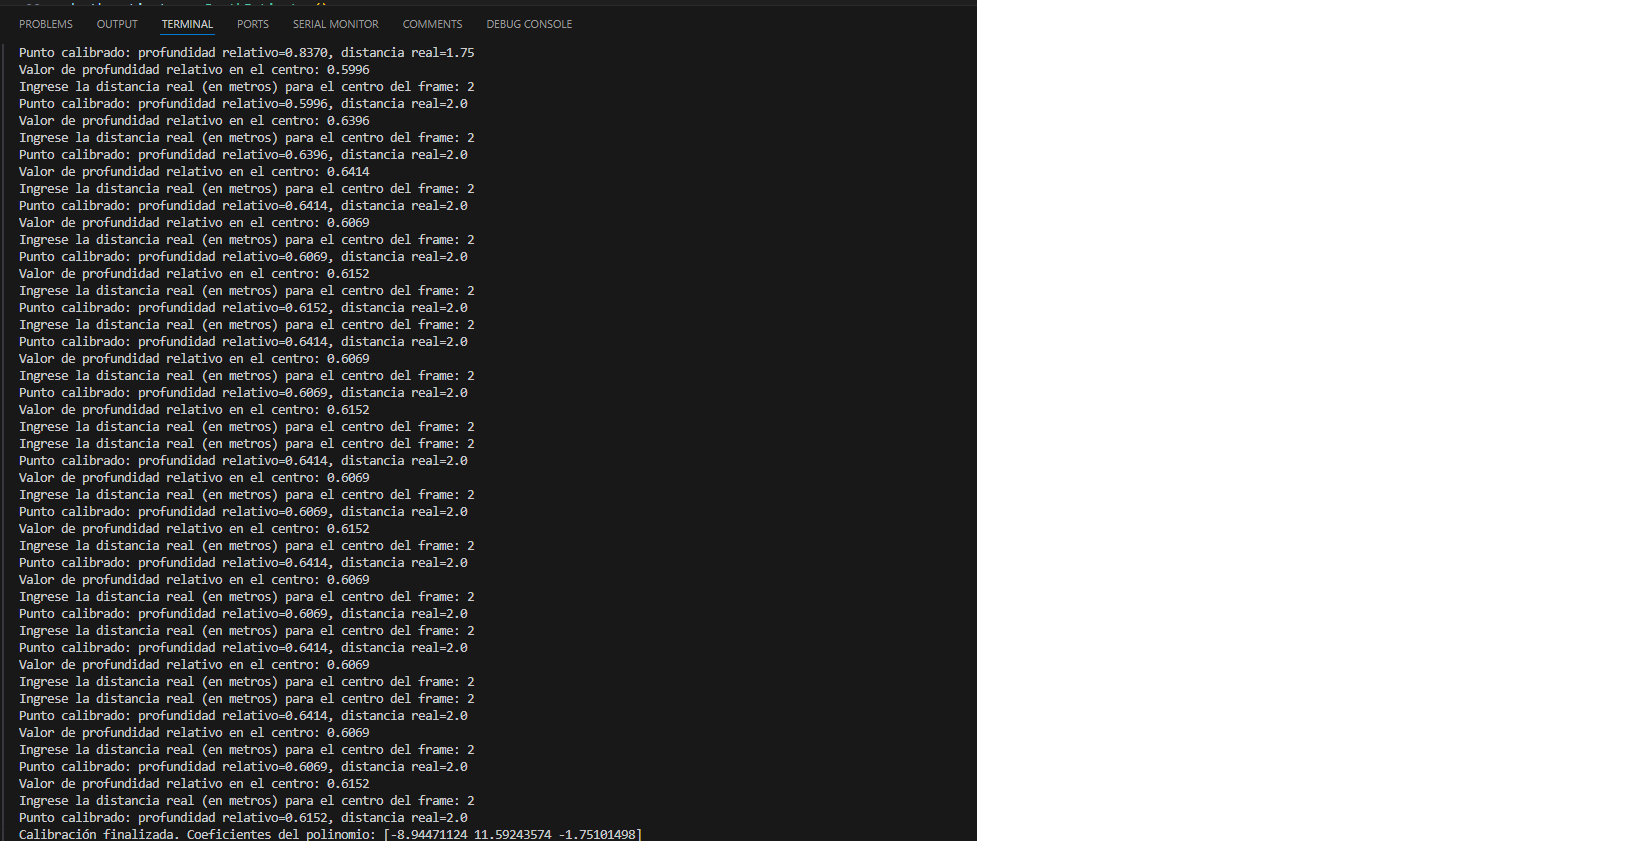 PROBLEMS OUTPUT TERMINAL PORTS SERIAL MONITOR COMMENTS DEBUG CONSOLE
Punto calibrado: profundidad relativo=0.8370, distancia real=1.75
Valor de profundidad relativo en el centro: 0.5996
Ingrese la distancia real (en metros) para el centro del frame: 2
Punto calibrado: profundidad relativo=0.5996, distancia real=2.0
Valor de profundidad relativo en el centro: 0.6396
Ingrese la distancia real (en metros) para el centro del frame: 2
Punto calibrado: profundidad relativo=0.6396, distancia real=2.0
Valor de profundidad relativo en el centro: 0.6414
Ingrese la distancia real (en metros) para el centro del frame: 2
Punto calibrado: profundidad relativo=0.6414, distancia real=2.0
Valor de profundidad relativo en el centro: 0.6069
Ingrese la distancia real (en metros) para el centro del frame: 2
Punto calibrado: profundidad relativo=0.6069, distancia real=2.0
Valor de profundidad relativo en el centro: 0.6152
Ingrese la distancia real (en metros) para el centro del frame: 2
Punto calibrado: profundidad relativo=0.6152, distancia real=2.0
Ingrese la distancia real (en metros) para el centro del frame: 2
Punto calibrado: profundidad relativo=0.6414, distancia real=2.0
Valor de profundidad relativo en el centro: 0.6069
Ingrese la distancia real (en metros) para el centro del frame: 2
Punto calibrado: profundidad relativo=0.6069, distancia real=2.0
Valor de profundidad relativo en el centro: 0.6152
Ingrese la distancia real (en metros) para el centro del frame: 2
Ingrese la distancia real (en metros) para el centro del frame: 2
Punto calibrado: profundidad relativo=0.6414, distancia real=2.0
Valor de profundidad relativo en el centro: 0.6069
Ingrese la distancia real (en metros) para el centro del frame: 2
Punto calibrado: profundidad relativo=0.6069, distancia real=2.0
Valor de profundidad relativo en el centro: 0.6152
Ingrese la distancia real (en metros) para el centro del frame: 2
Punto calibrado: profundidad relativo=0.6414, distancia real=2.0
Valor de profundidad relativo en el centro: 0.6069
Ingrese la distancia real (en metros) para el centro del frame: 2
Punto calibrado: profundidad relativo=0.6069, distancia real=2.0
Ingrese la distancia real (en metros) para el centro del frame: 2
Punto calibrado: profundidad relativo=0.6414, distancia real=2.0
Valor de profundidad relativo en el centro: 0.6069
Ingrese la distancia real (en metros) para el centro del frame: 2
Ingrese la distancia real (en metros) para el centro del frame: 2
Punto calibrado: profundidad relativo=0.6414, distancia real=2.0
Valor de profundidad relativo en el centro: 0.6069
Ingrese la distancia real (en metros) para el centro del frame: 2
Punto calibrado: profundidad relativo=0.6069, distancia real=2.0
Valor de profundidad relativo en el centro: 0.6152
Ingrese la distancia real (en metros) para el centro del frame: 2
Punto calibrado: profundidad relativo=0.6152, distancia real=2.0
Calibración finalizada. Coeficientes del polinomio: [-8.94471124 11.59243574 -1.75101498]